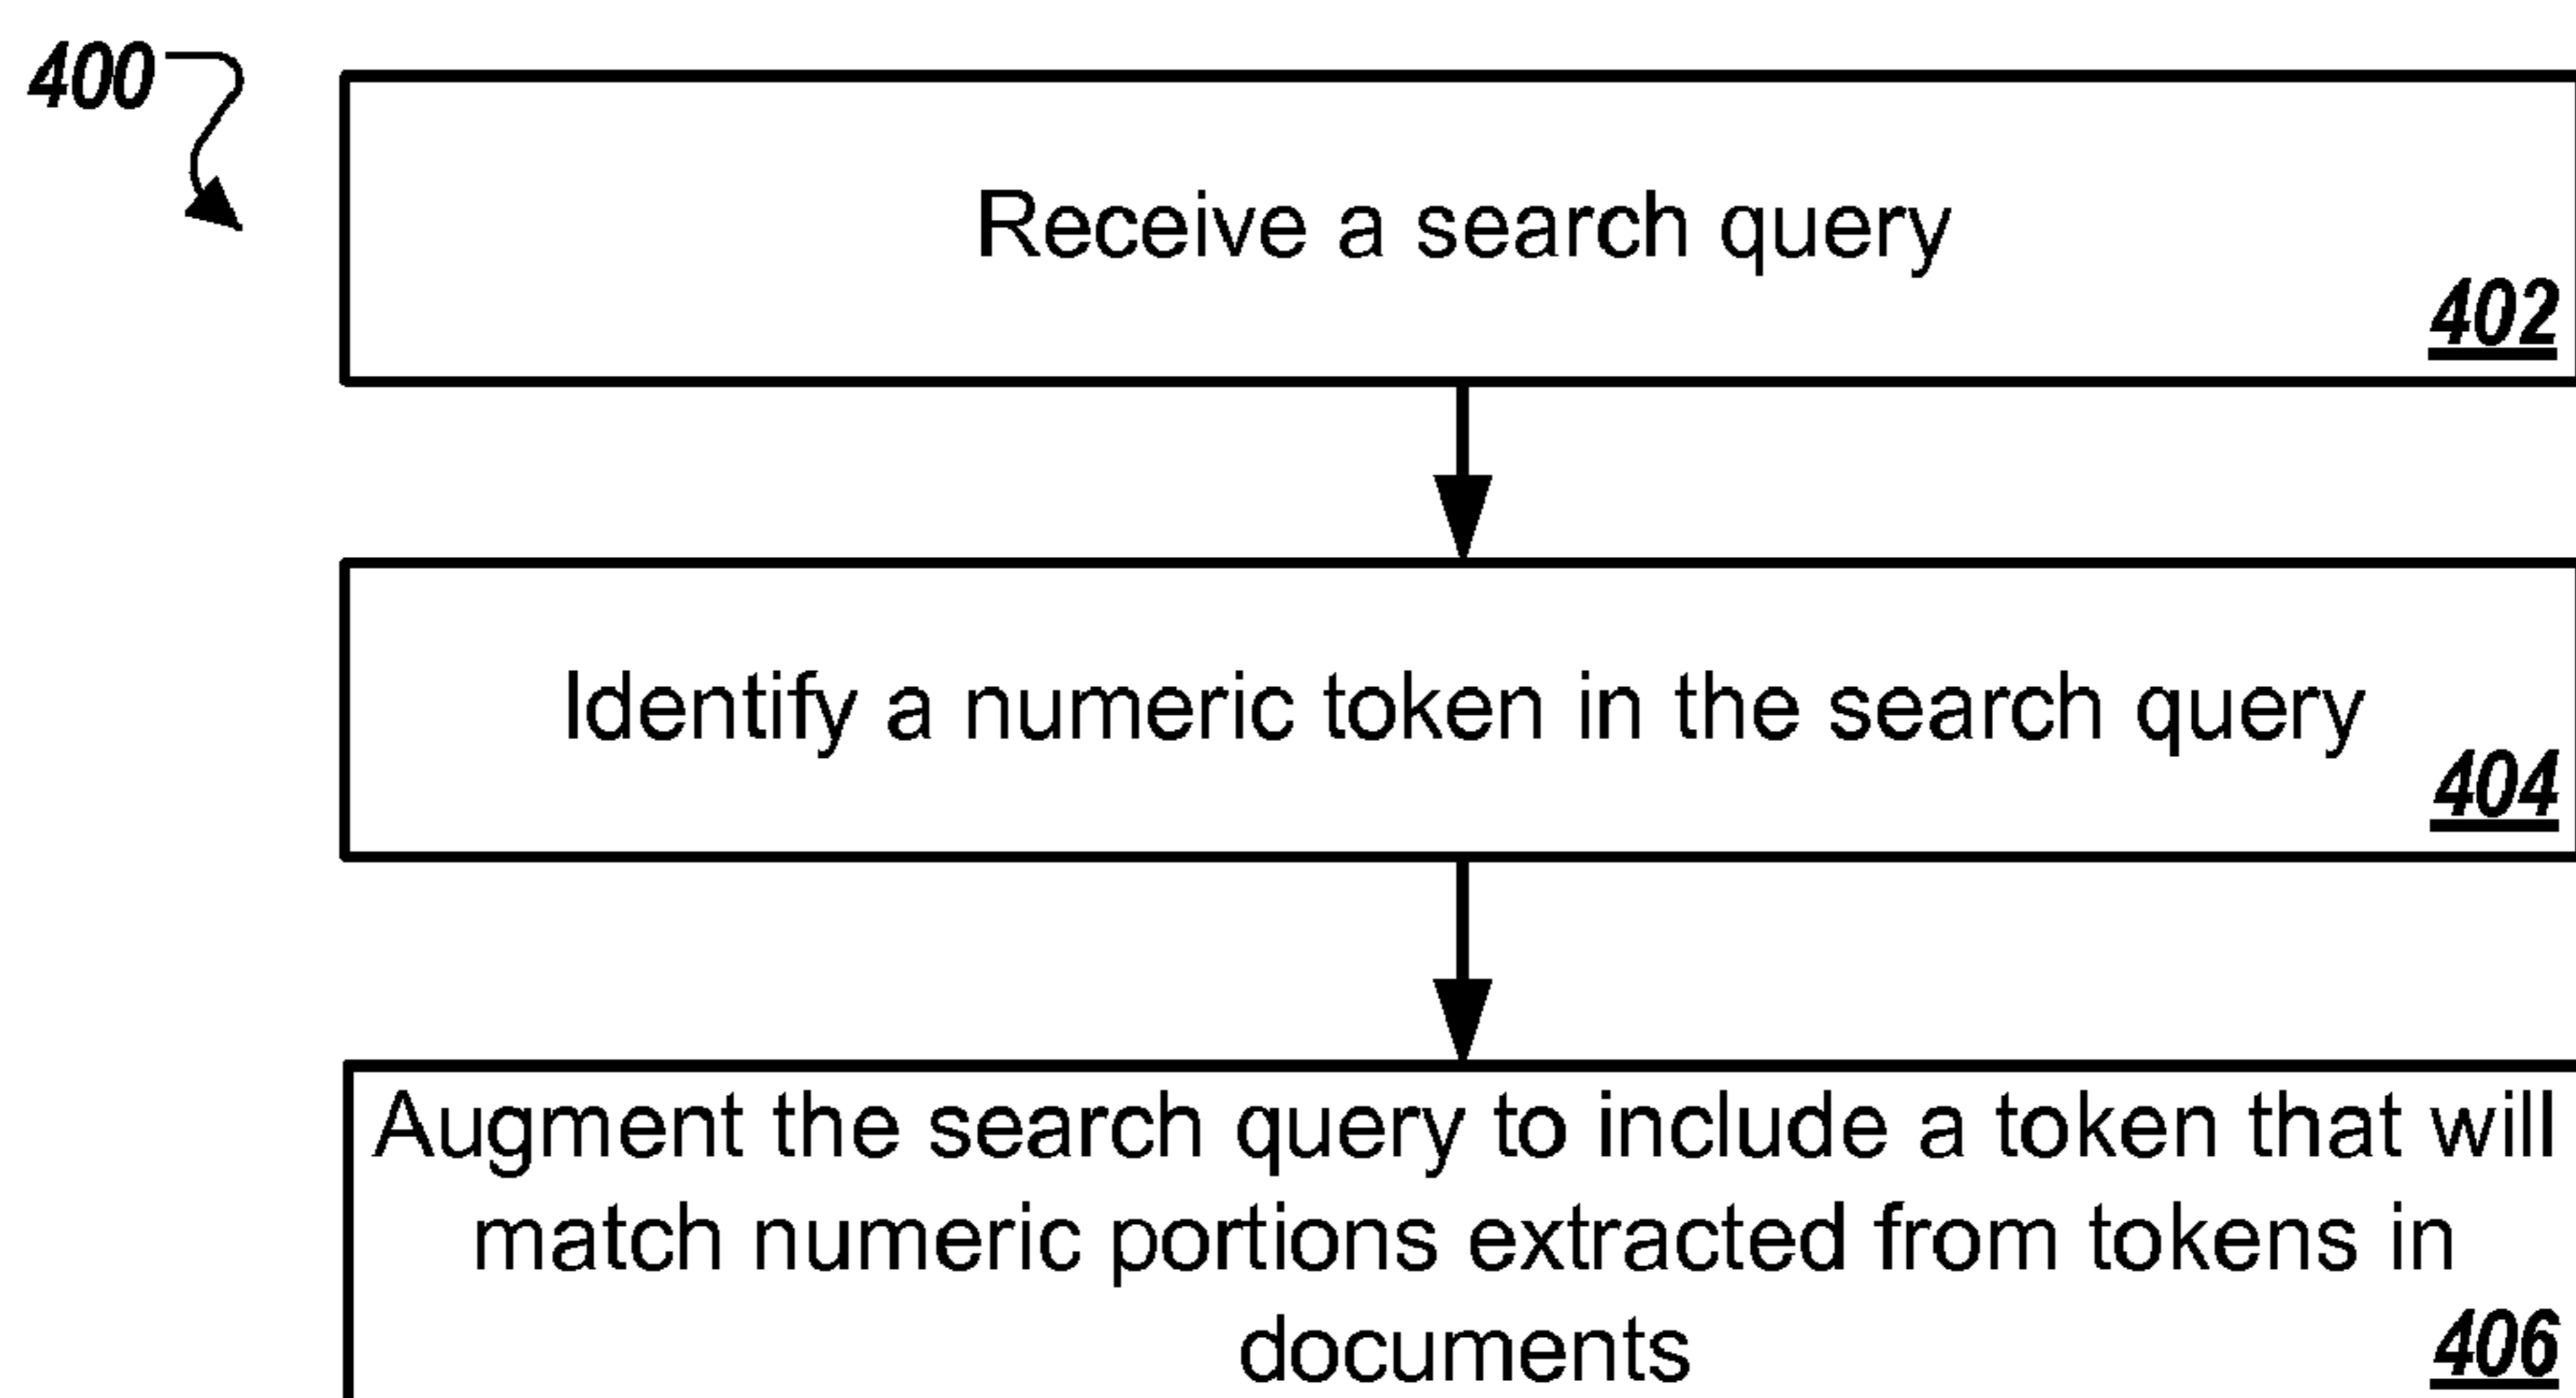 400
Receive a search query
402
Identify a numeric token in the search query
404
Augment the search query to include a token that will
match numeric portions extracted from tokens in
documents
406